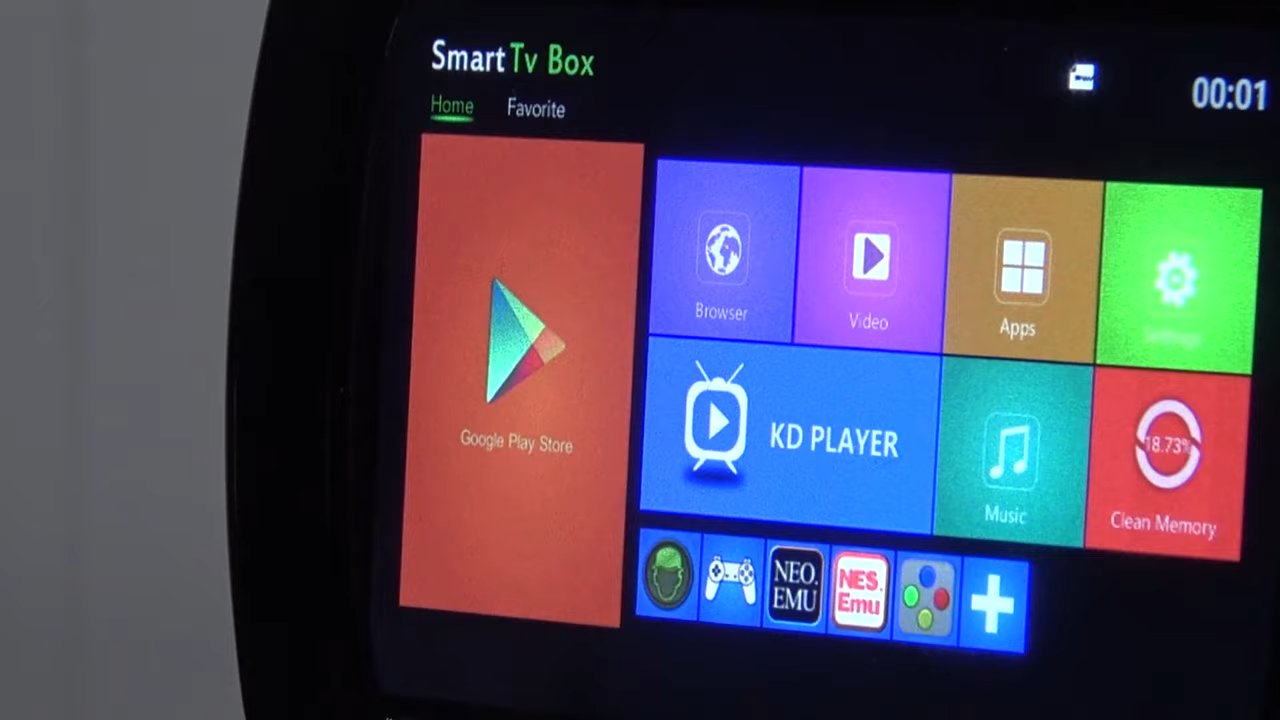 Smart Tv Box
00:01
Home Favorite
Google Play Store
Browser
Video
Apps
Settings
KD PLAYER
Music
18.73%
Clean Memory
NEO.
EMU
NES.
Emu